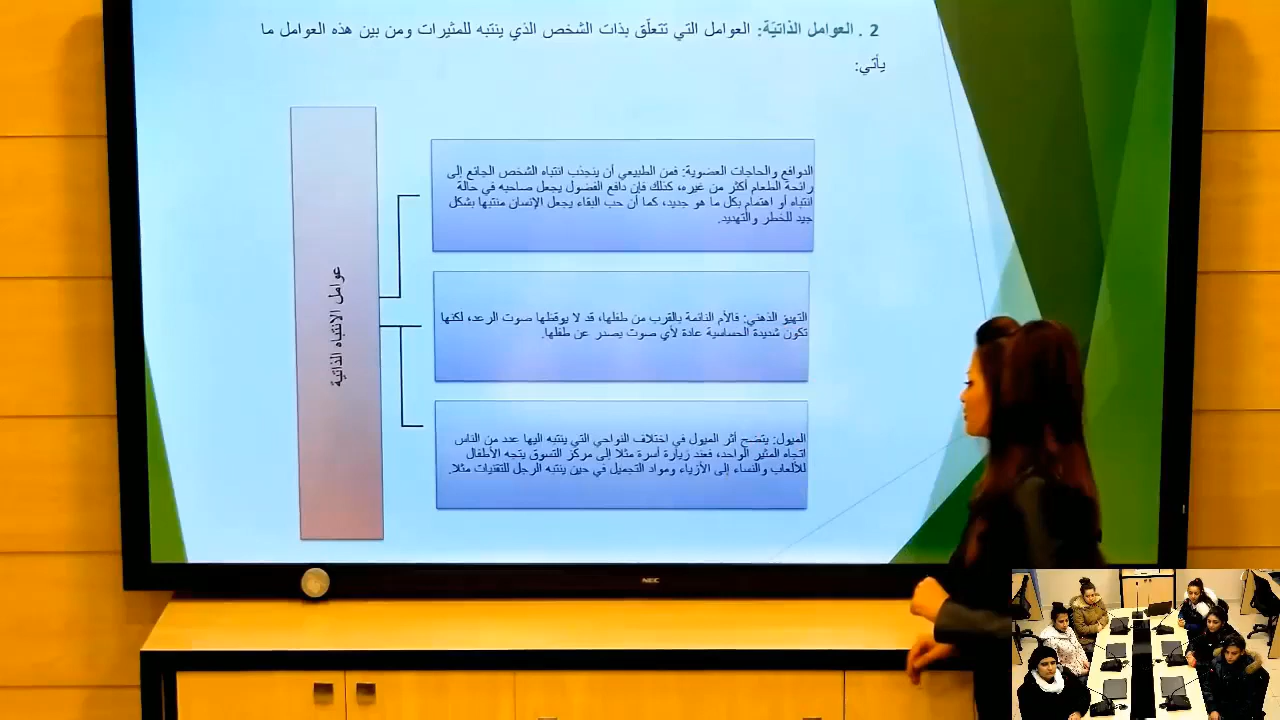 2 . العوامل الذّاتيّة: العوامل التي تتعلّق بذات الشخص الذي ينتبه للمثيرات ومن بين هذه العوامل ما
يأتي:
عوامل الانتباه الذاتية
الدوافع والحاجات العضوية: فمن الطبيعي أن ينجذب انتباه الشخص الجائع إلى
رائحة الطعام أكثر من غيره، كذلك فإن دافع الفضول يجعل صاحبه في حالة
انتباه أو اهتمام بكل ما هو جديد، كما أن حب البقاء يجعل الإنسان منتبها بشكل
جيد للخطر والتهديد.
التهيؤ الذهني: فالأم النائمة بالقرب من طفلها، قد لا يوقظها صوت الرعد، لكنها
تكون شديدة الحساسية عادة لأي صوت يصدر عن طفلها.
الميول: يتضح أثر الميول في اختلاف النواحي التي ينتبه اليها عدد من الناس
اتجاه المثير الواحد، فعند زيارة أسرة مثلا إلى مركز التسوق يتجه الأطفال
للألعاب والنساء إلى الأزياء ومواد التجميل في حين ينتبه الرجل للتقنيات مثلا.
NEC